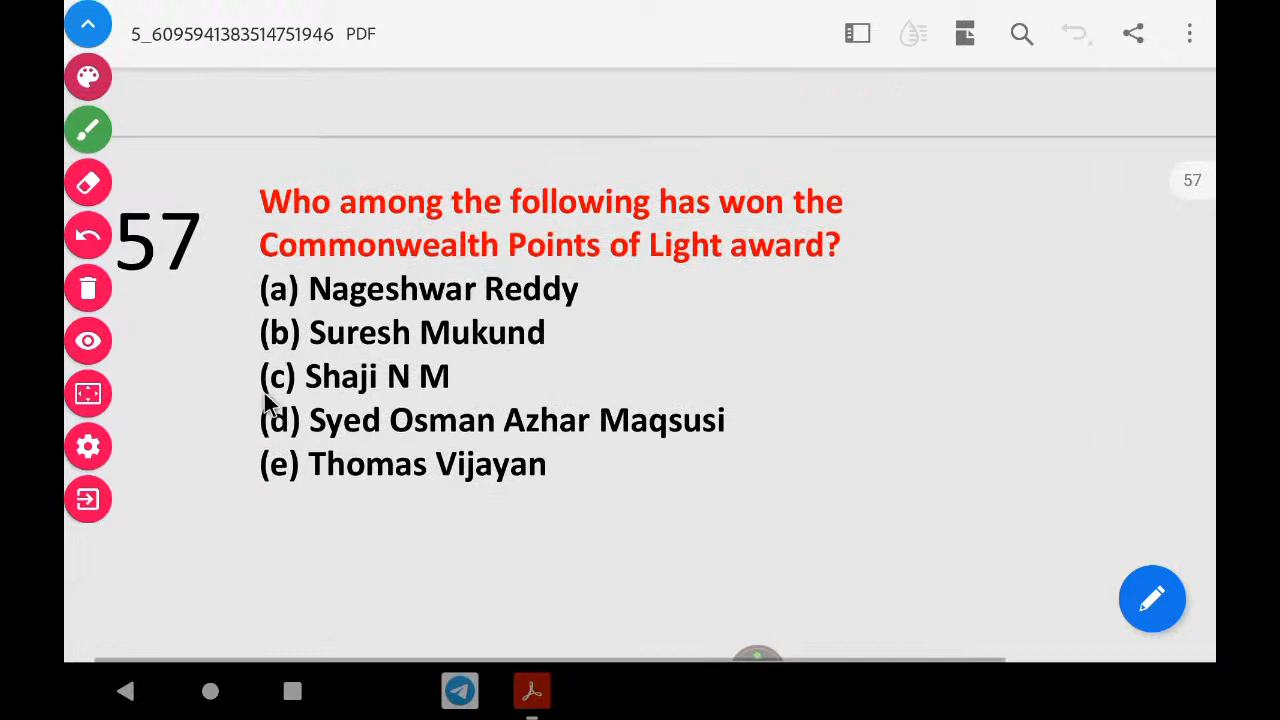 5_6095941383514751946 PDF
57
57
Who among the following has won the
Commonwealth Points of Light award?
(a) Nageshwar Reddy
(b) Suresh Mukund
(c) Shaji N M
(d) Syed Osman Azhar Maqsusi
(e) Thomas Vijayan